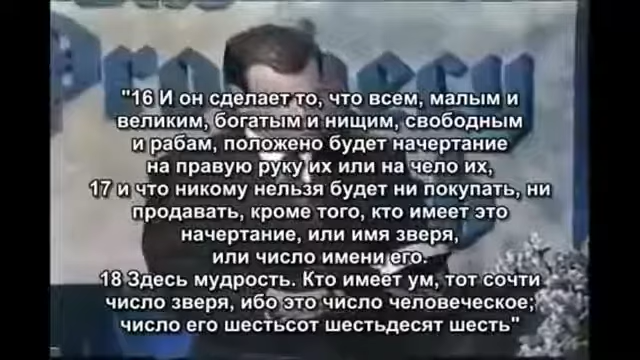 Prophecy
"16 И он сделает то, что всем, малым и
великим, богатым и нищим, свободным
и рабам, положено будет начертание
на правую руку их или на чело их,
17 и что никому нельзя будет ни покупать, ни
продавать, кроме того, кто имеет это
начертание, или имя зверя,
или число имени его.
18 Здесь мудрость. Кто имеет ум, тот сочти
число зверя, ибо это число человеческое;
число его шестьсот шестьдесят шесть"